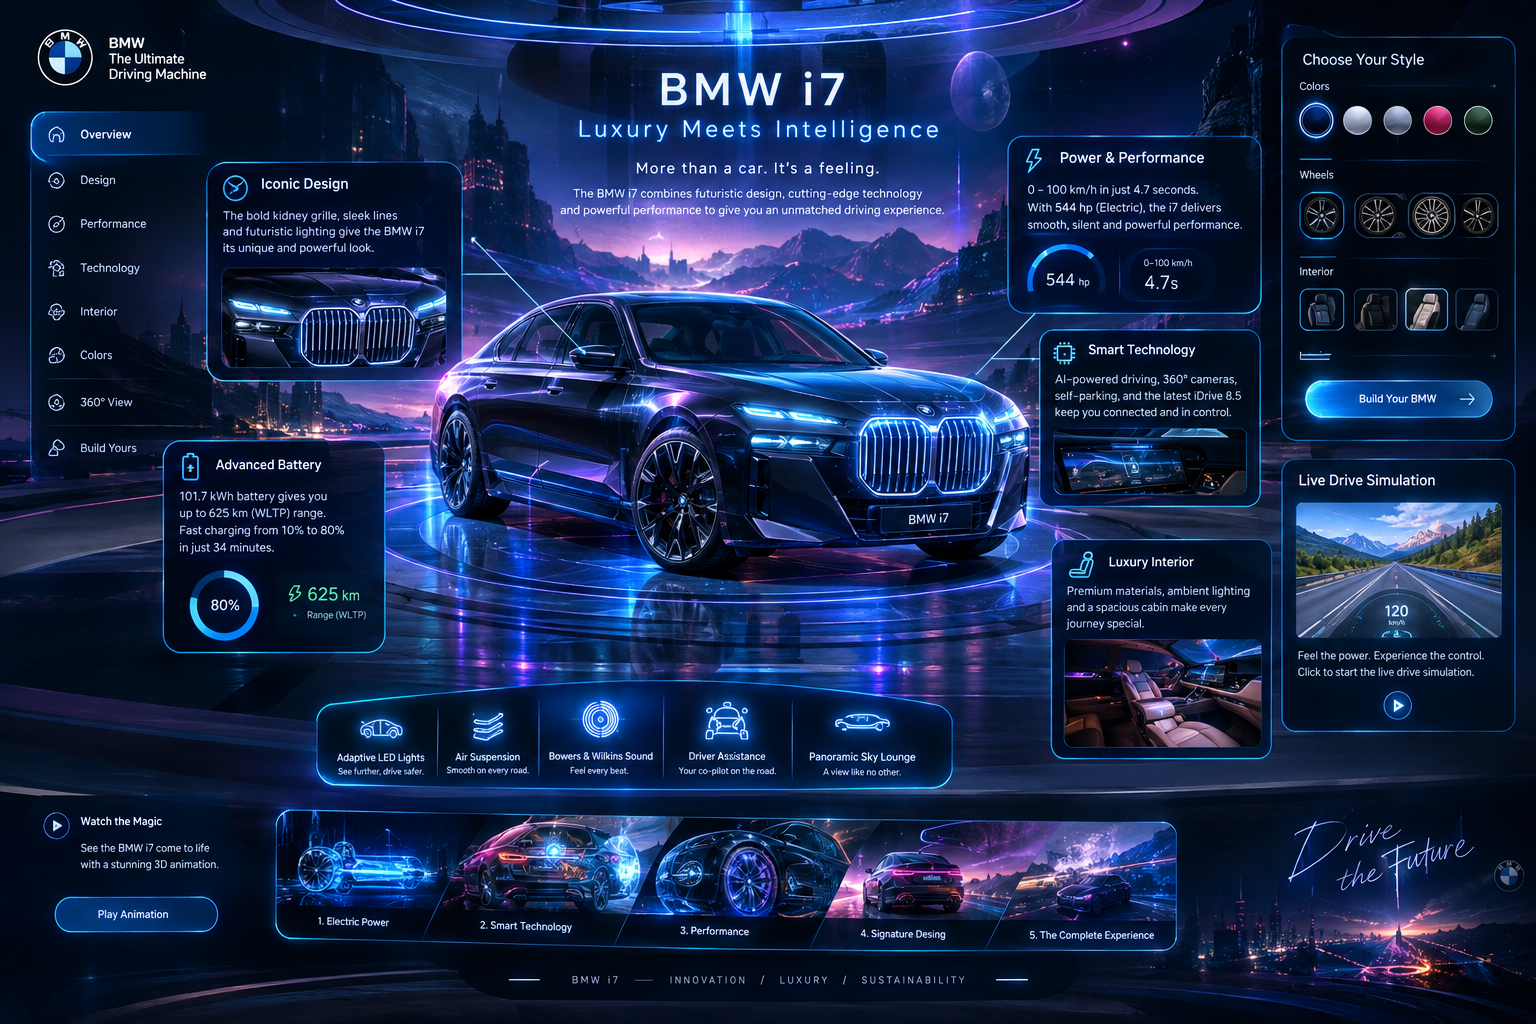 BMW
BMW
The Ultimate
Driving Machine
Overview
Design
Performance
Technology
Interior
Colors
360° View
Build Yours
BMW i7
Luxury Meets Intelligence
More than a car. It's a feeling.
The BMW i7 combines futuristic design, cutting-edge technology
and powerful performance to give you an unmatched driving experience.
Iconic Design
The bold kidney grille, sleek lines
and futuristic lighting give the BMW i7
its unique and powerful look.
Advanced Battery
101.7 kWh battery gives you
up to 625 km (WLTP) range.
Fast charging from 10% to 80%
in just 34 minutes.
80%
625 km
Range (WLTP)
Power & Performance
0 – 100 km/h in just 4.7 seconds.
With 544 hp (Electric), the i7 delivers
smooth, silent and powerful performance.
544 hp
0-100 km/h
4.7s
Smart Technology
AI-powered driving, 360° cameras,
self-parking, and the latest iDrive 8.5
keep you connected and in control.
Luxury Interior
Premium materials, ambient lighting
and a spacious cabin make every
journey special.
BMW i7
Choose Your Style
Colors
Wheels
Interior
Build Your BMW
Live Drive Simulation
120
km/h
Feel the power. Experience the control.
Click to start the live drive simulation.
Adaptive LED Lights
See further, drive safer.
Air Suspension
Smooth on every road.
Bowers & Wilkins Sound
Feel every beat.
Driver Assistance
Your co-pilot on the road.
Panoramic Sky Lounge
A view like no other.
Watch the Magic
See the BMW i7 come to life
with a stunning 3D animation.
Play Animation
1. Electric Power
2. Smart Technology
3. Performance
4. Signature Desing
5. The Complete Experience
Drive
the Future
BMW i7 — INNOVATION / LUXURY / SUSTAINABILITY